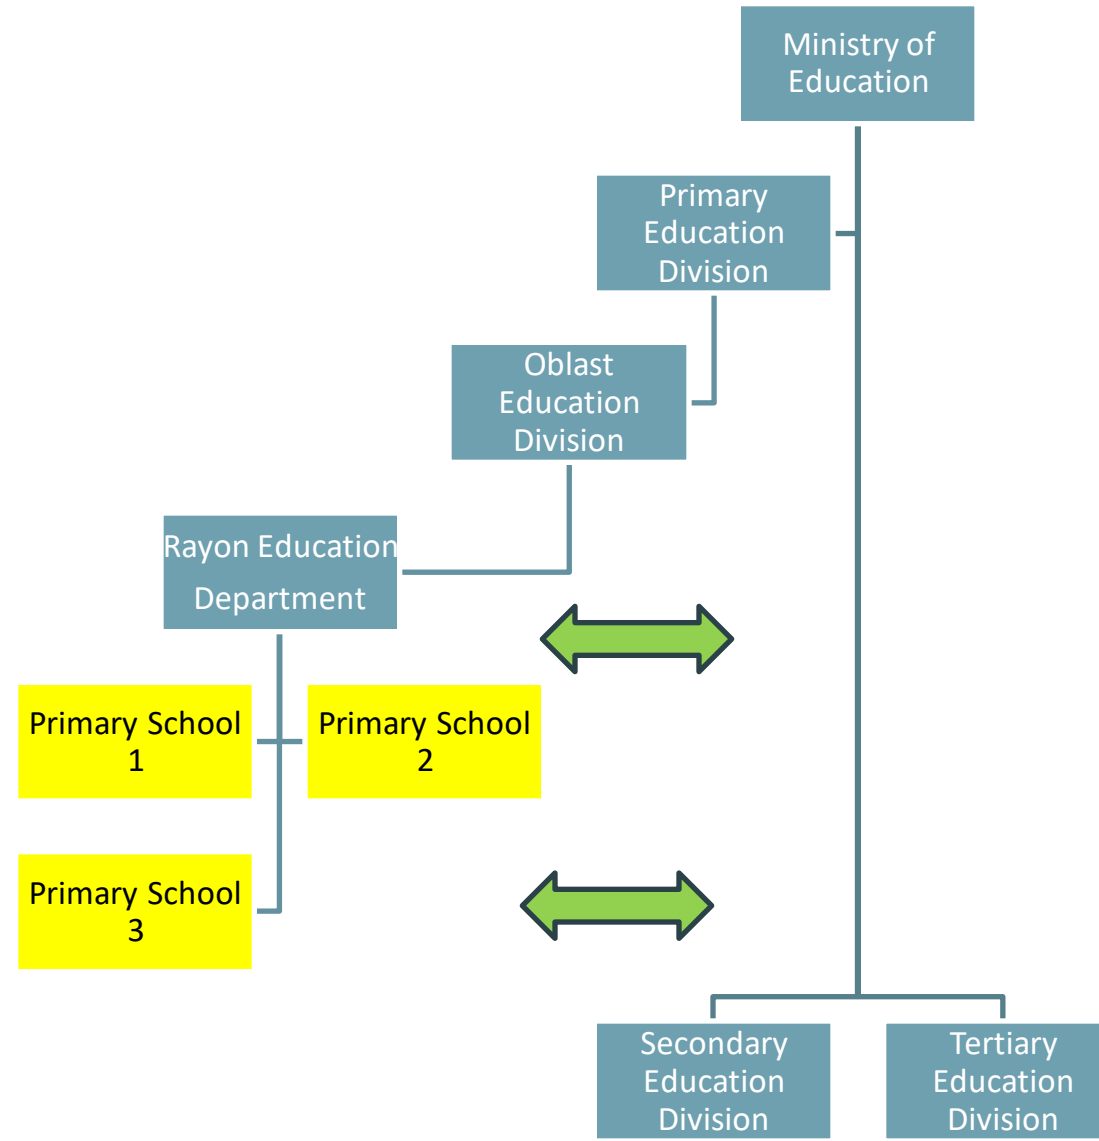 Ministry of
Education
Primary
Education
Division
Oblast
Education
Division
Rayon Education
Department
Primary School
1
Primary School
2
Primary School
3
Secondary
Education
Division
Tertiary
Education
Division